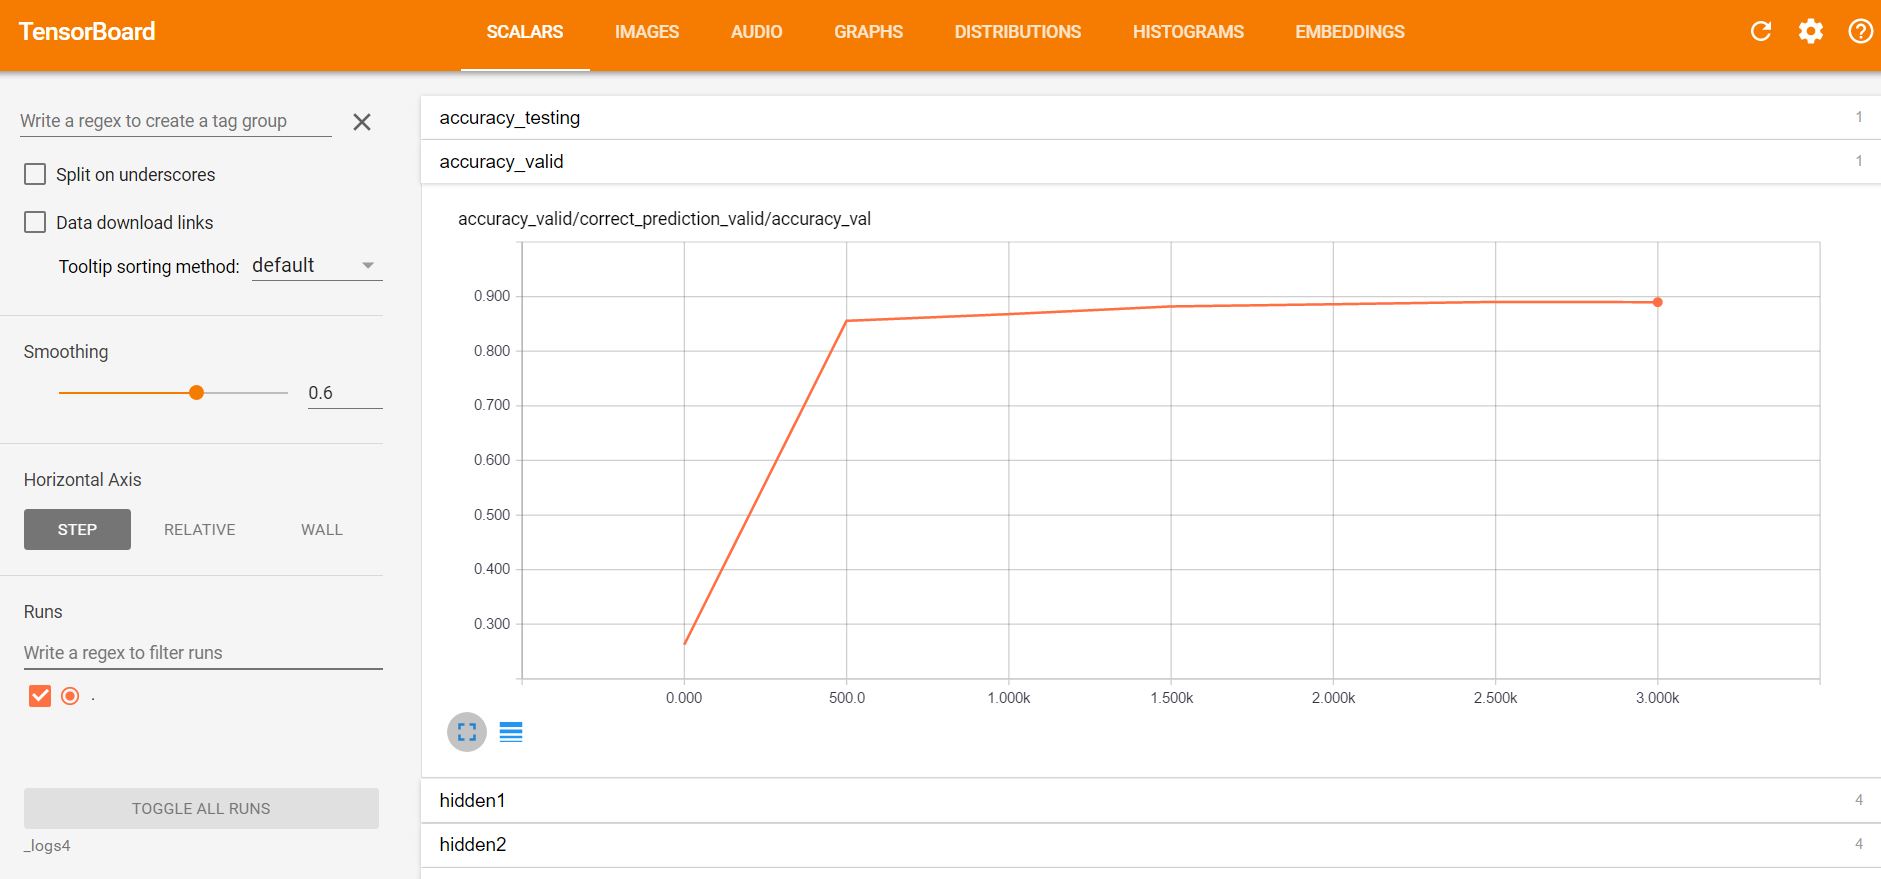 TensorBoard SCALARS IMAGES AUDIO GRAPHS DISTRIBUTIONS HISTOGRAMS EMBEDDINGS
Write a regex to create a tag group
Split on underscores
Data download links
Tooltip sorting method: default
Smoothing
0.6
Horizontal Axis
STEP RELATIVE WALL
Runs
Write a regex to filter runs
.
TOGGLE ALL RUNS
_logs4
accuracy_testing 1
accuracy_valid 1
accuracy_valid/correct_prediction_valid/accuracy_val
0.900
0.800
0.700
0.600
0.500
0.400
0.300
0.000 500.0 1.000k 1.500k 2.000k 2.500k 3.000k
hidden1 4
hidden2 4